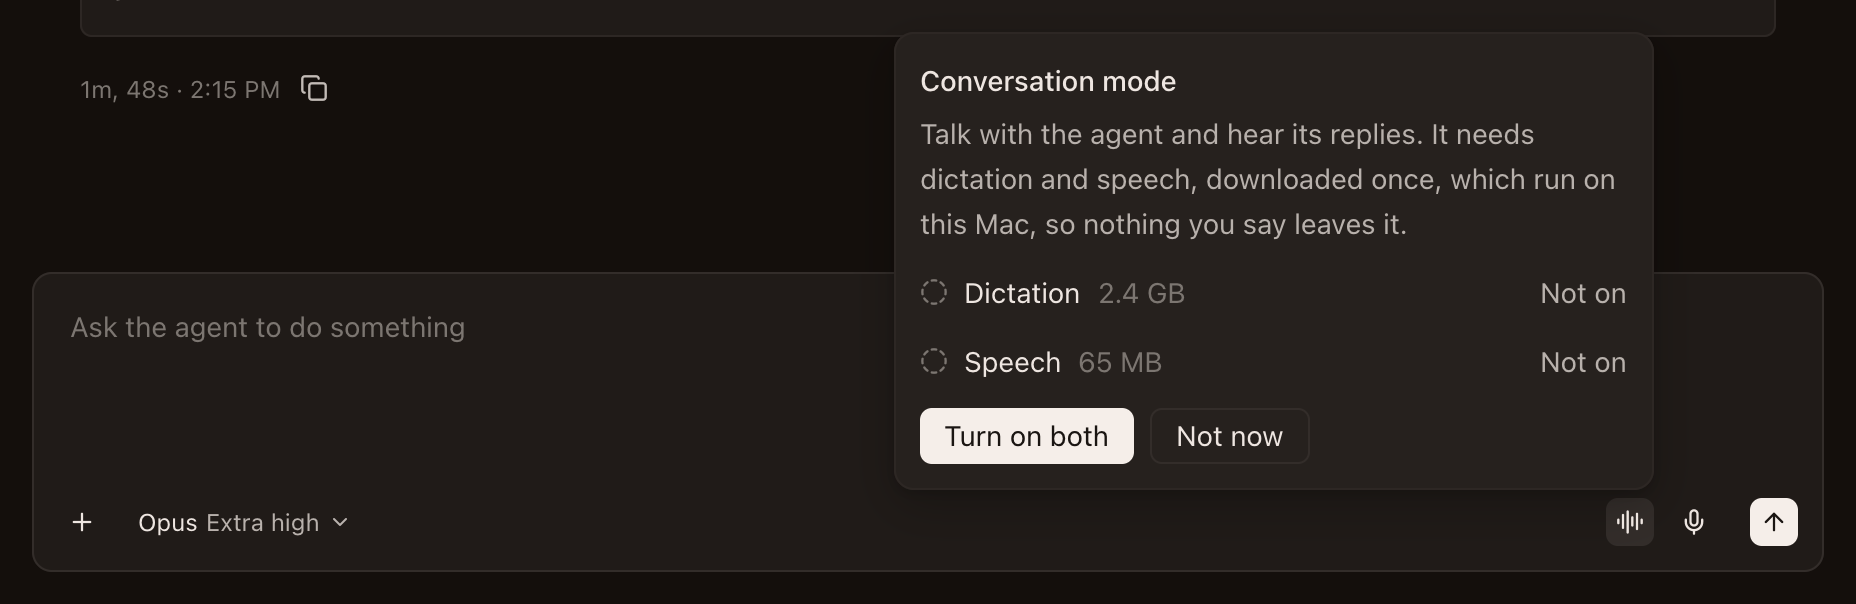 1m, 48s · 2:15 PM
Conversation mode
Talk with the agent and hear its replies. It needs
dictation and speech, downloaded once, which run on
this Mac, so nothing you say leaves it.
Dictation 2.4 GB Not on
Speech 65 MB Not on
Turn on both Not now
Ask the agent to do something
Opus Extra high